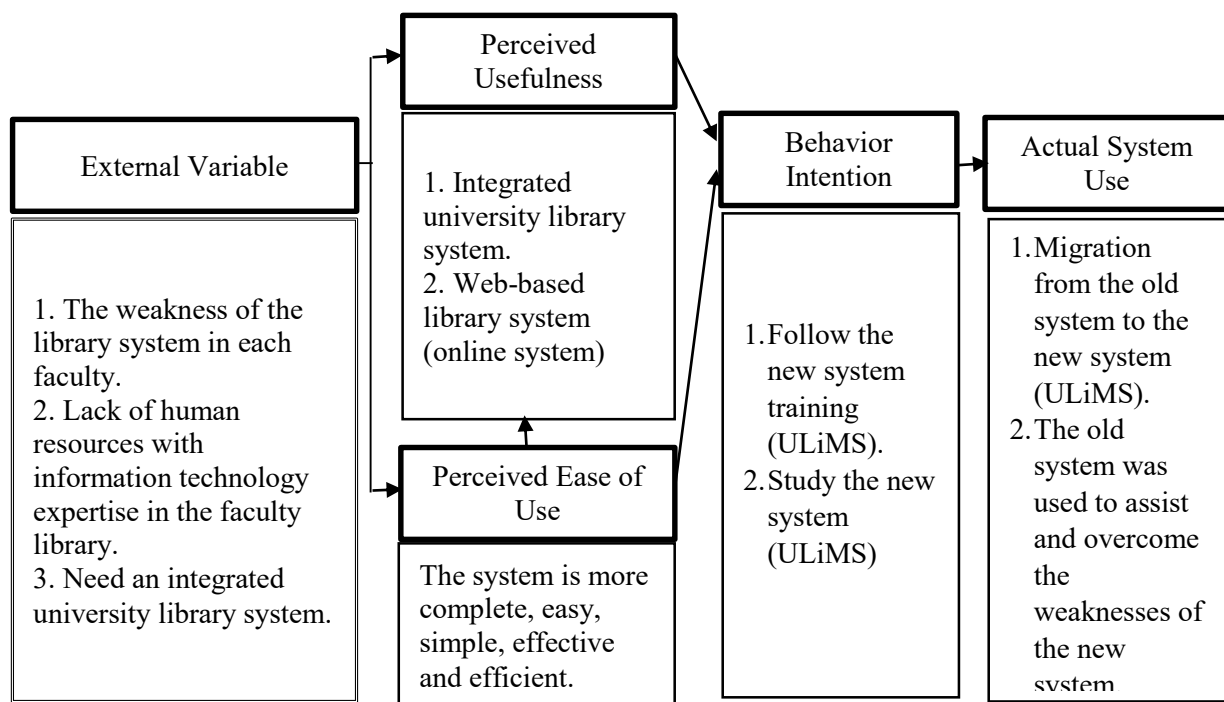 External Variable
1. The weakness of the
library system in each
faculty.
2. Lack of human
resources with
information technology
expertise in the faculty
library.
3. Need an integrated
university library system.
Perceived
Usefulness
1. Integrated
university library
system.
2. Web-based
library system
(online system)
Perceived Ease of
Use
The system is more
complete, easy,
simple, effective
and efficient.
Behavior
Intention
1. Follow the
new system
training
(ULiMS).
2. Study the new
system
(ULiMS)
Actual System
Use
1. Migration
from the old
system to the
new system
(ULiMS).
2. The old
system was
used to assist
and overcome
the
weaknesses of
the new
system